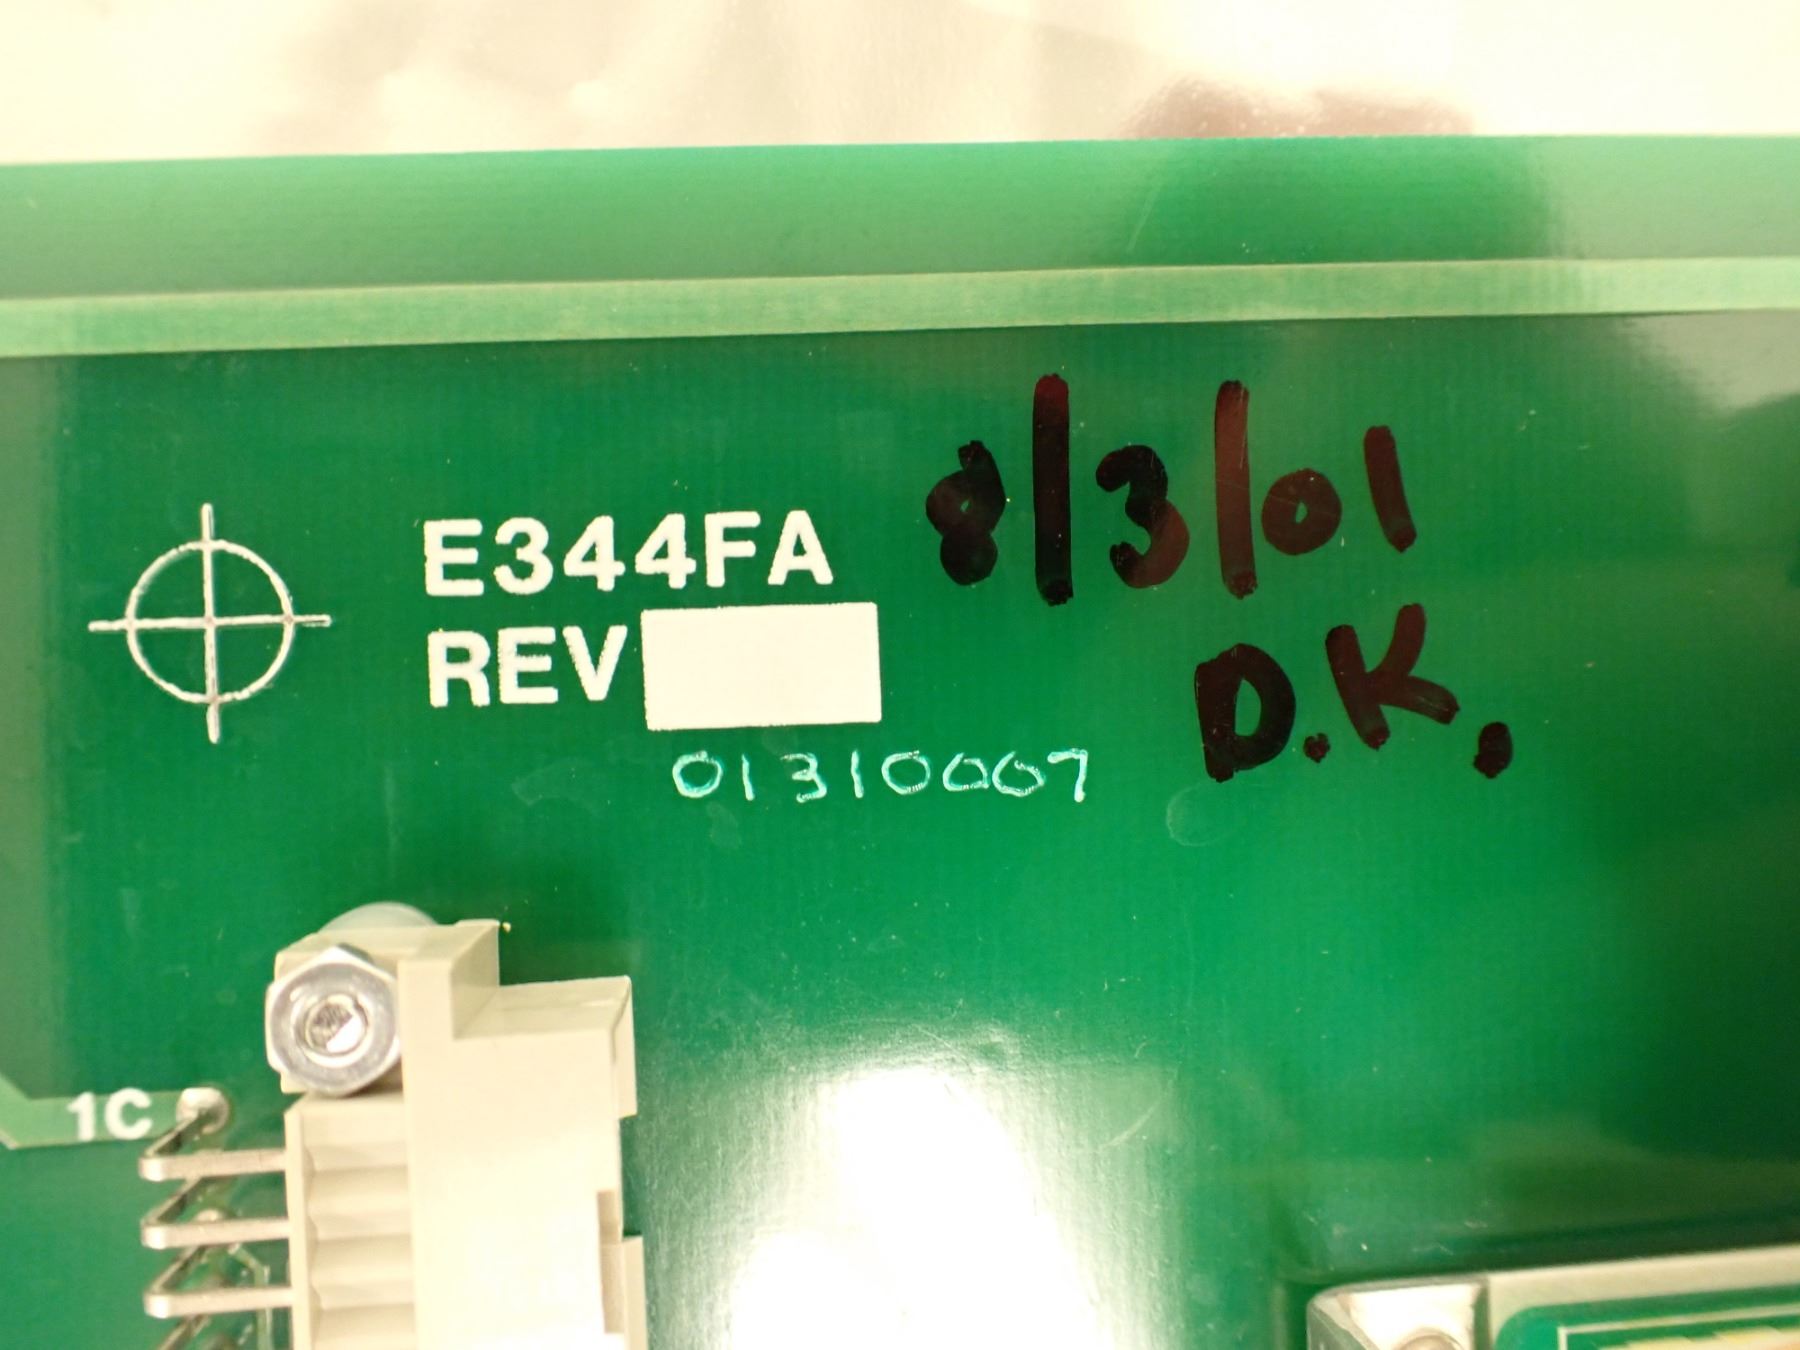 E344FA
REV
8/3/01
D.K.
01310007
1C